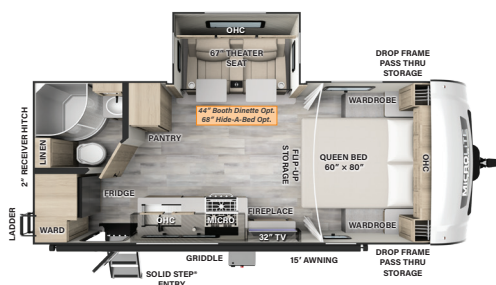 OHC
67" THEATER
SEAT
DROP FRAME
PASS THRU
STORAGE
44" Booth Dinette Opt.
68" Hide-A-Bed Opt.
WARDROBE
2" RECEIVER HITCH
LINEN
PANTRY
FLIP-UP
STORAGE
QUEEN BED
60" × 80"
OHC
MICROLITE
FRIDGE
OHC
MICRO
FIREPLACE
WARDROBE
LADDER
WARD
32" TV
GRIDDLE
15' AWNING
DROP FRAME
PASS THRU
STORAGE
SOLID STEP®
ENTRY